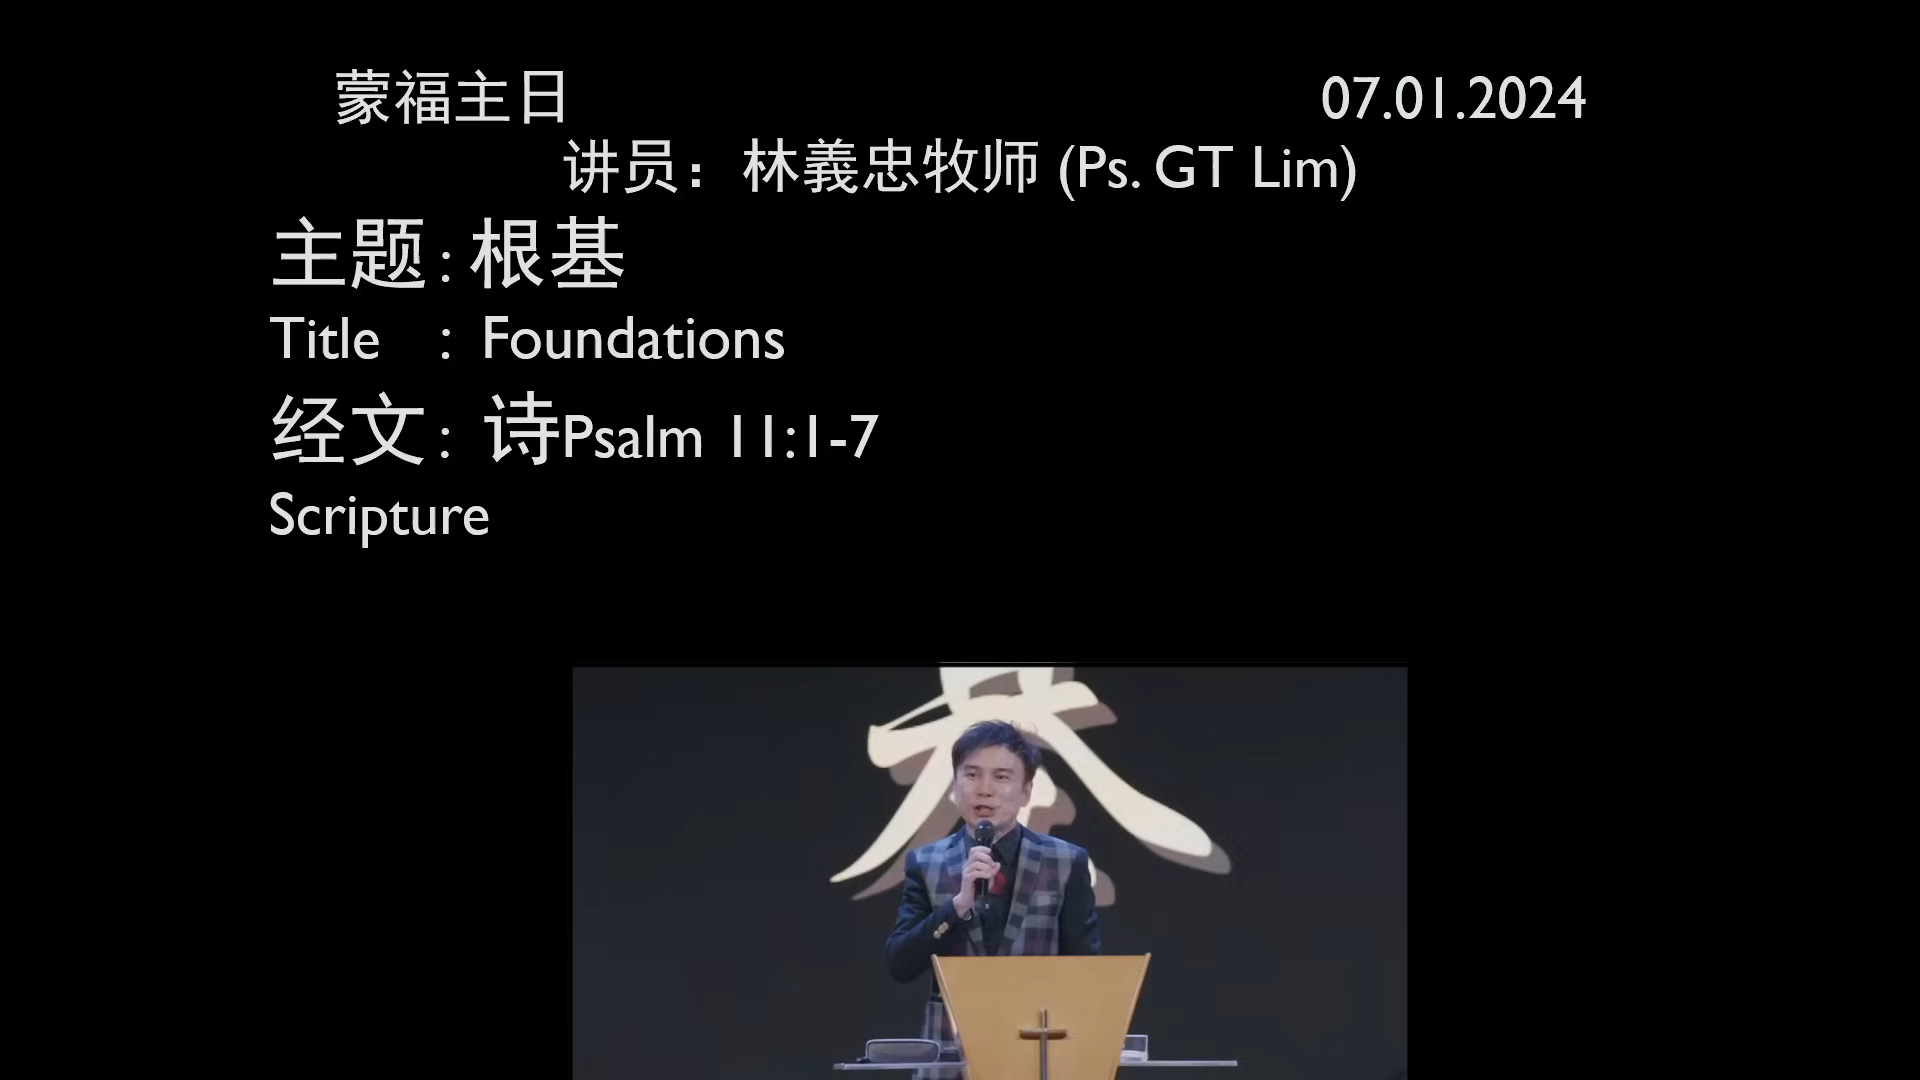 蒙福主日 07.01.2024
讲员：林義忠牧师 (Ps. GT Lim)
主题: 根基
Title : Foundations
经文: 诗Psalm 11:1-7
Scripture